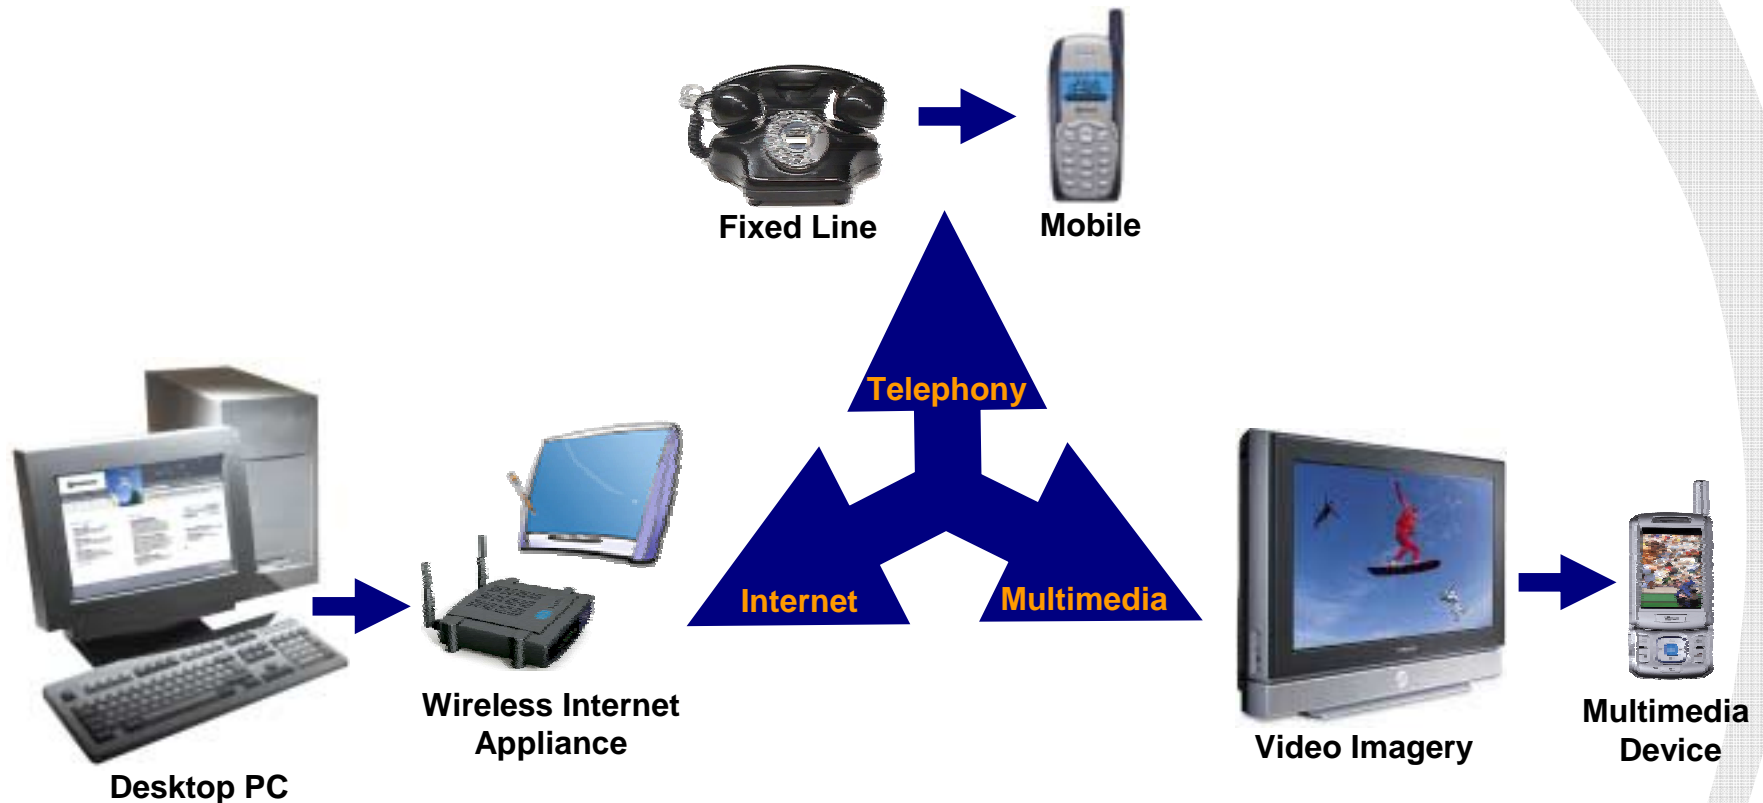 Fixed Line
Mobile
Telephony
Internet
Multimedia
Wireless Internet
Appliance
Desktop PC
Video Imagery
Multimedia
Device